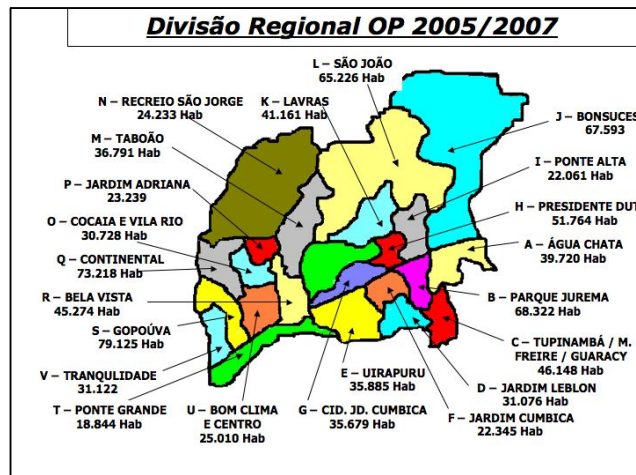 Divisão Regional OP 2005/2007
L – SÃO JOÃO
65.226 Hab
N – RECREIO SÃO JORGE
24.233 Hab
K – LAVRAS
41.161 Hab
J – BONSUCES
67.593
M – TABOÃO
36.791 Hab
I – PONTE ALTA
22.061 Hab
P – JARDIM ADRIANA
23.239
H – PRESIDENTE DUT
51.764 Hab
O – COCAIA E VILA RIO
30.728 Hab
A – ÁGUA CHATA
39.720 Hab
Q – CONTINENTAL
73.218 Hab
R – BELA VISTA
45.274 Hab
B – PARQUE JUREMA
68.322 Hab
S – GOPOÚVA
79.125 Hab
C – TUPINAMBÁ / M.
FREIRE / GUARACY
46.148 Hab
V – TRANQULIDADE
31.122
E – UIRAPURU
35.885 Hab
D – JARDIM LEBLON
31.076 Hab
T – PONTE GRANDE
18.844 Hab
U – BOM CLIMA
E CENTRO
25.010 Hab
G – CID. JD. CUMBICA
35.679 Hab
F – JARDIM CUMBICA
22.345 Hab